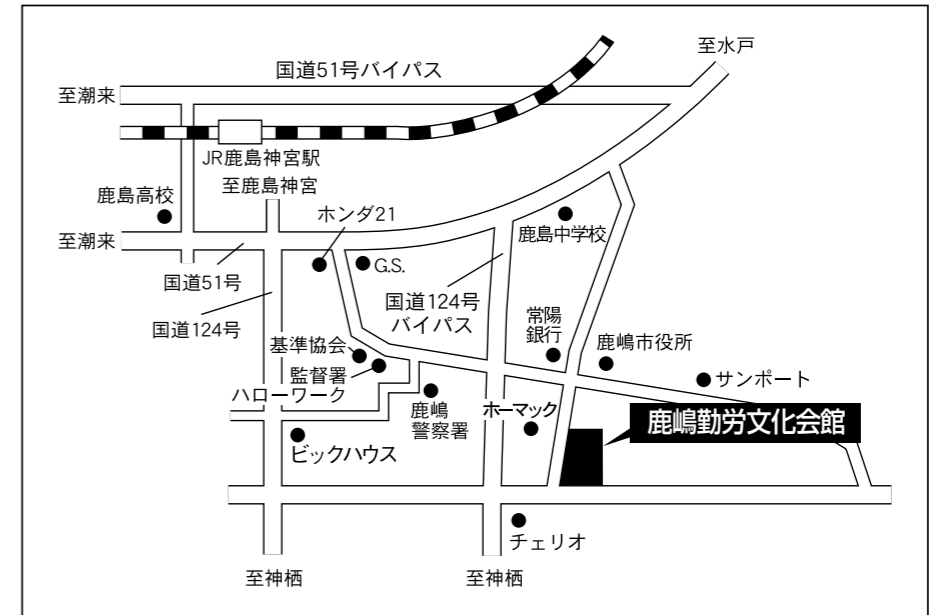 至水戸
国道51号バイパス
至潮来
JR鹿島神宮駅
至鹿島神宮
鹿島高校
ホンダ21
鹿島中学校
至潮来
G.S.
国道51号
国道124号
バイパス
国道124号
常陽
銀行
基準協会
鹿嶋市役所
監督署
サンポート
ハローワーク
鹿嶋
警察署
ホーマック
鹿嶋勤労文化会館
ビックハウス
チェリオ
至神栖
至神栖